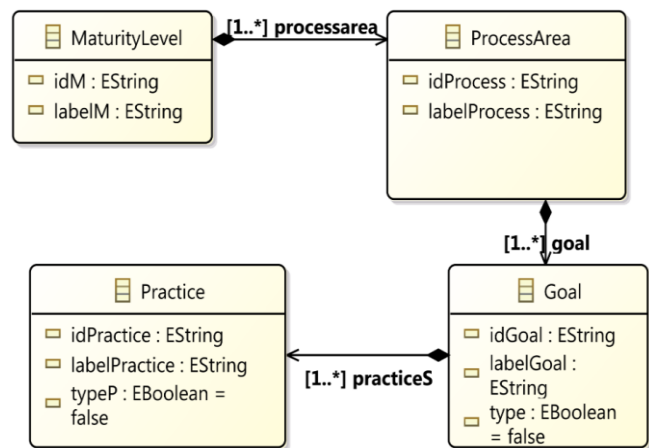 MaturityLevel
idM : EString
labelM : EString
[1..*] processarea
ProcessArea
idProcess : EString
labelProcess : EString
[1..*] goal
Practice
idPractice : EString
labelPractice : EString
typeP : EBoolean =
false
[1..*] practiceS
Goal
idGoal : EString
labelGoal :
EString
type : EBoolean
= false